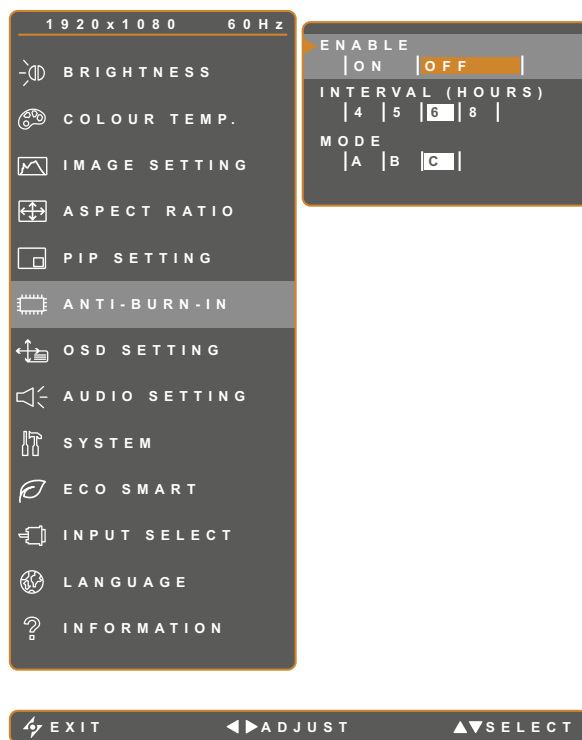 1920x1080 60Hz
BRIGHTNESS
COLOUR TEMP.
IMAGE SETTING
ASPECT RATIO
PIP SETTING
ANTI-BURN-IN
OSD SETTING
AUDIO SETTING
SYSTEM
ECO SMART
INPUT SELECT
LANGUAGE
INFORMATION
ENABLE
ON OFF
INTERVAL (HOURS)
4 5 6 8
MODE
A B C
EXIT ADJUST SELECT